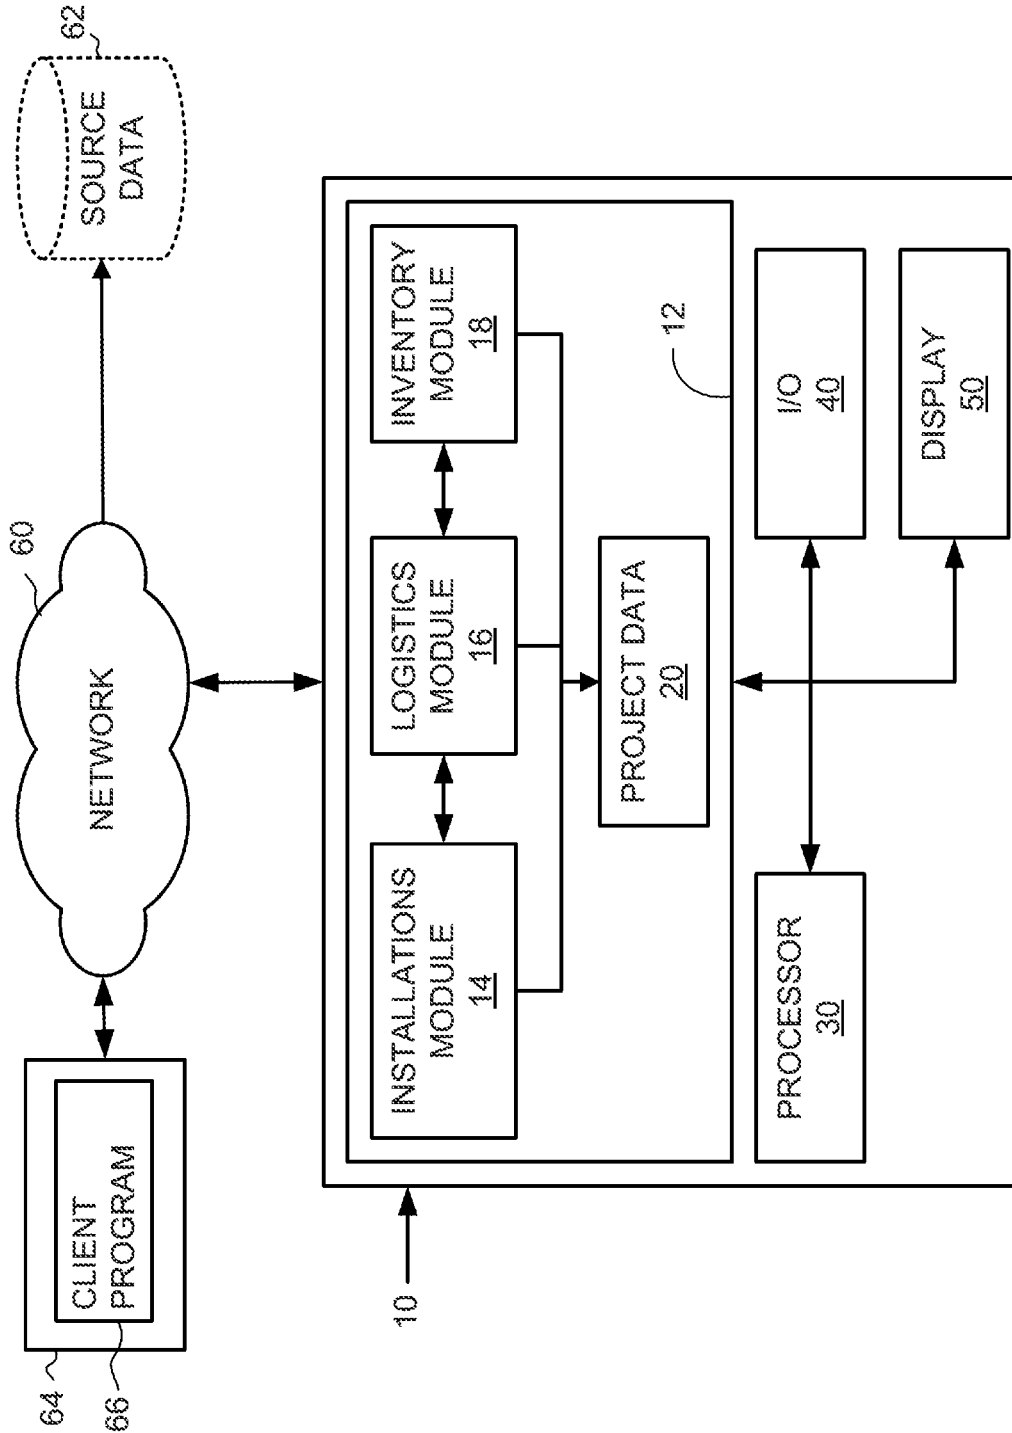 64
66
CLIENT
PROGRAM
NETWORK
60
SOURCE
DATA
62
10
INSTALLATIONS
MODULE
14
LOGISTICS
MODULE
16
INVENTORY
MODULE
18
PROJECT DATA
20
12
PROCESSOR
30
I/O
40
DISPLAY
50